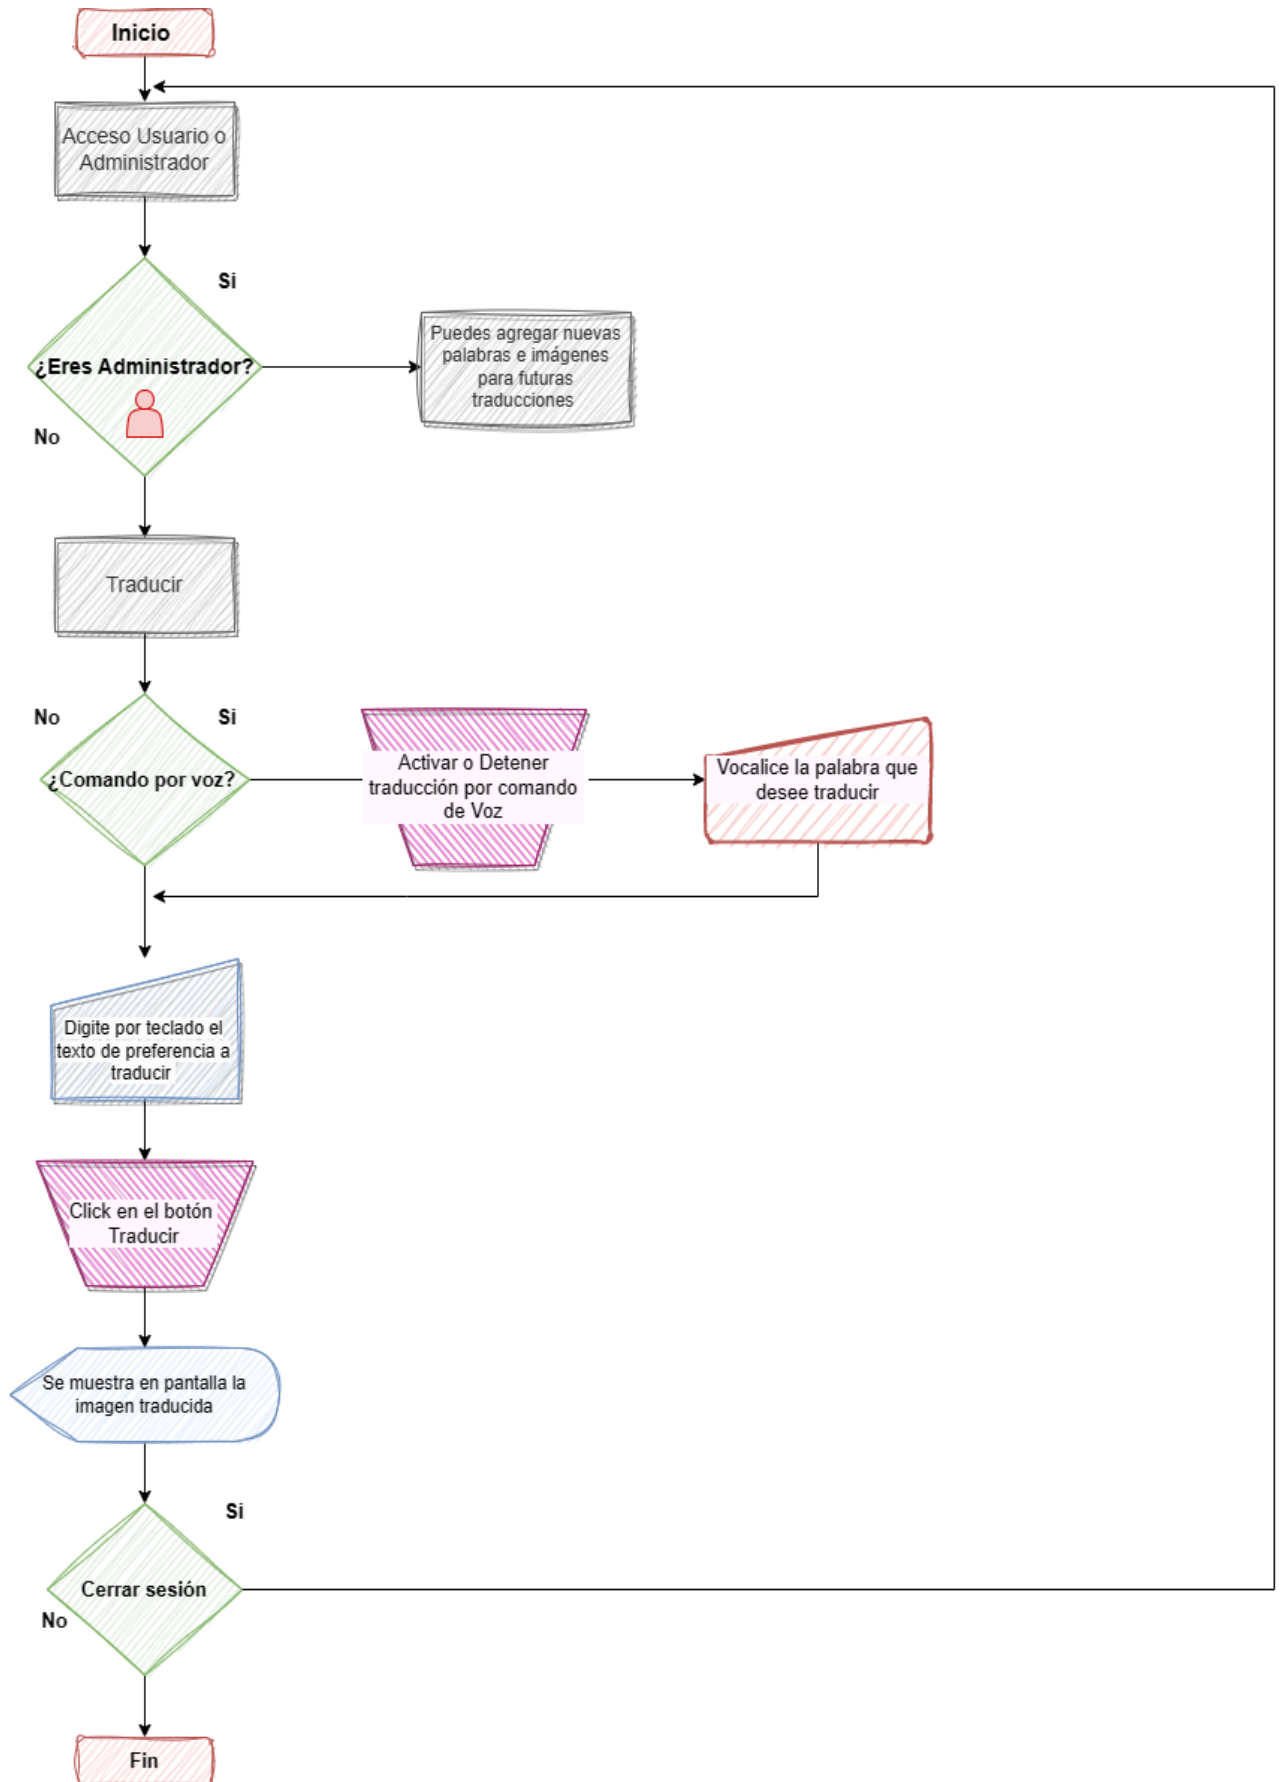 Inicio
Acceso Usuario o
Administrador
Si
¿Eres Administrador?
No
Puedes agregar nuevas
palabras e imágenes
para futuras
traducciones
Traducir
No
Si
¿Comando por voz?
Activar o Detener
traducción por comando
de Voz
Vocalice la palabra que
desee traducir
Digite por teclado el
texto de preferencia a
traducir
Click en el botón
Traducir
Se muestra en pantalla la
imagen traducida
Si
Cerrar sesión
No
Fin